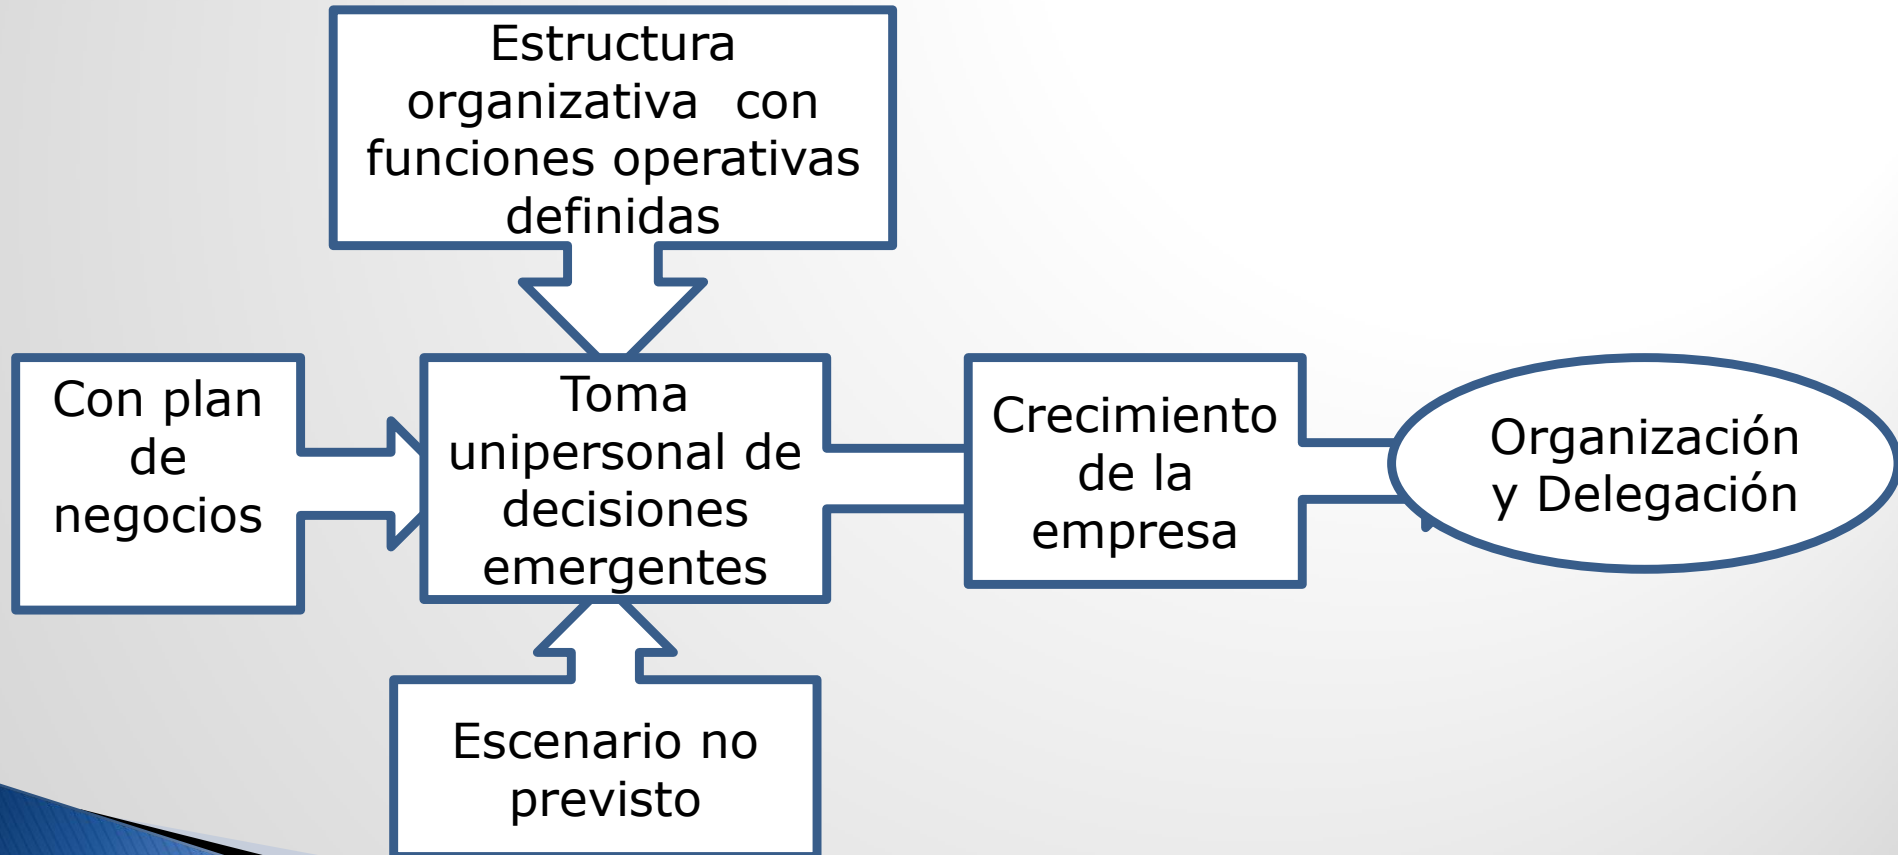 Estructura
organizativa con
funciones operativas
definidas
Con plan
de
negocios
Toma
unipersonal de
decisiones
emergentes
Crecimiento
de la
empresa
Organización
y Delegación
Escenario no
previsto